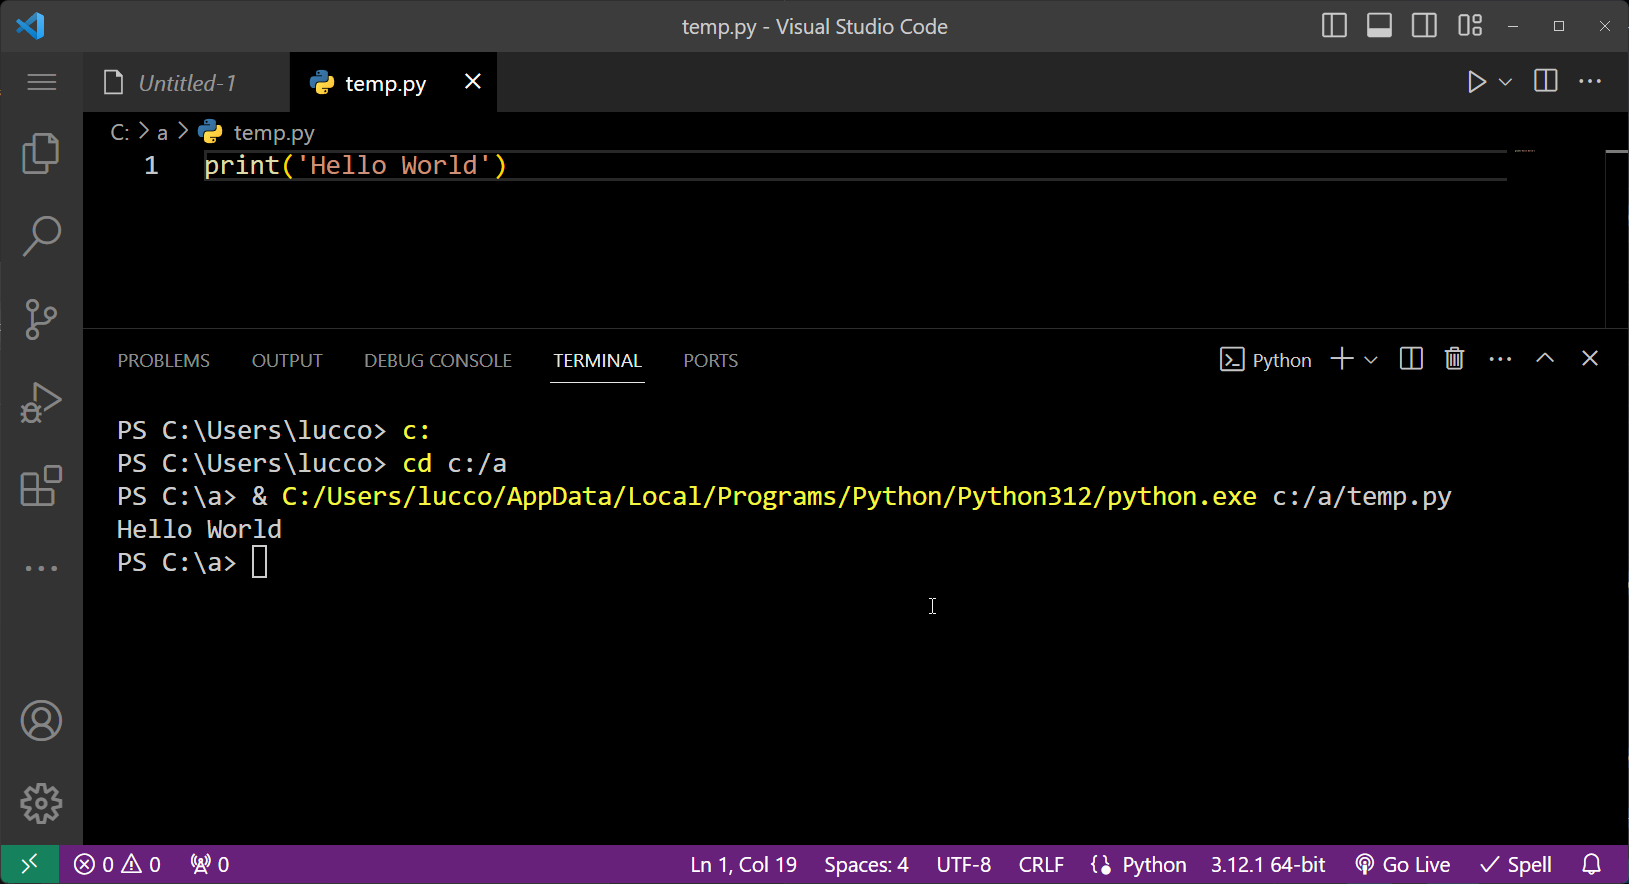 temp.py - Visual Studio Code
Untitled-1 temp.py
C: > a > temp.py
1 print('Hello World')
PROBLEMS OUTPUT DEBUG CONSOLE TERMINAL PORTS Python
PS C:\Users\lucco> c:
PS C:\Users\lucco> cd c:/a
PS C:\a> & C:/Users/lucco/AppData/Local/Programs/Python/Python312/python.exe c:/a/temp.py
Hello World
PS C:\a>
0 0 0 Ln 1, Col 19 Spaces: 4 UTF-8 CRLF {} Python 3.12.1 64-bit Go Live Spell